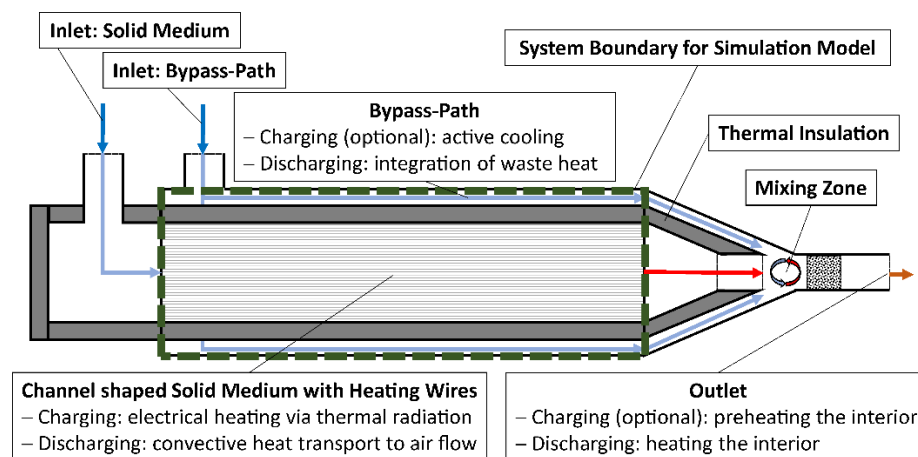 Inlet: Solid Medium
System Boundary for Simulation Model
Inlet: Bypass-Path
Bypass-Path
– Charging (optional): active cooling
– Discharging: integration of waste heat
Thermal Insulation
Mixing Zone
Channel shaped Solid Medium with Heating Wires
– Charging: electrical heating via thermal radiation
– Discharging: convective heat transport to air flow
Outlet
– Charging (optional): preheating the interior
– Discharging: heating the interior